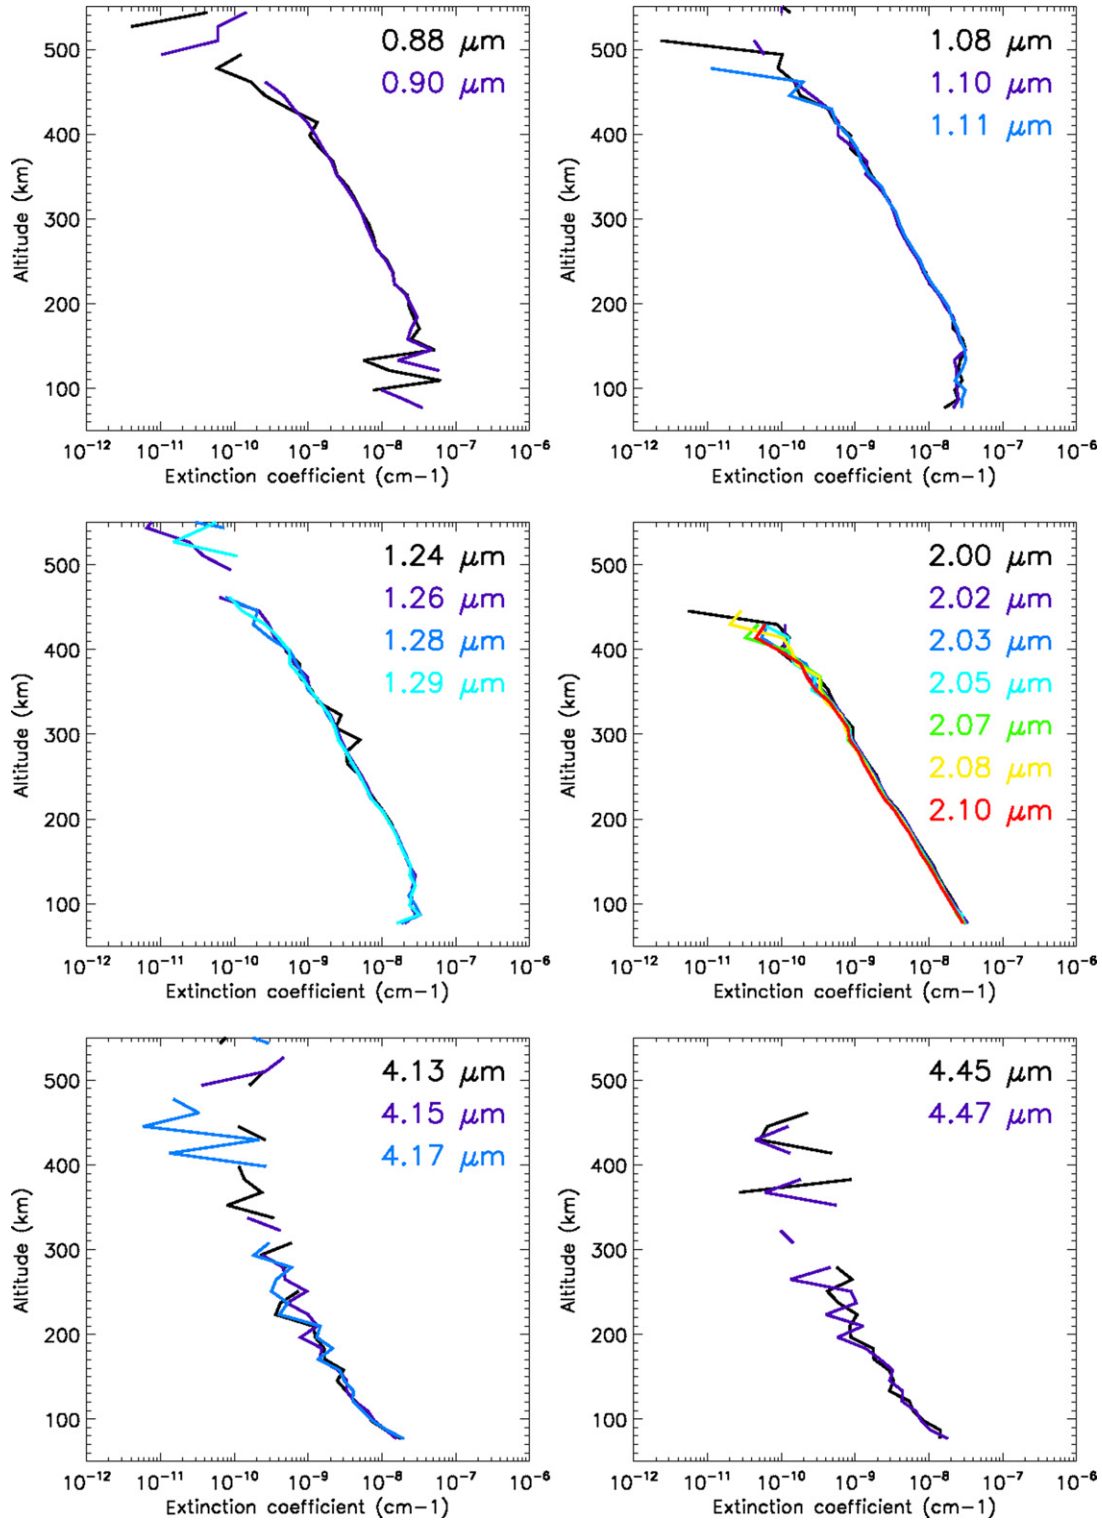 0.88 μm
0.90 μm
500
400
300
200
100
Altitude (km)
10⁻¹² 10⁻¹¹ 10⁻¹⁰ 10⁻⁹ 10⁻⁸ 10⁻⁷ 10⁻⁶
Extinction coefficient (cm−1)
1.08 μm
1.10 μm
1.11 μm
500
400
300
200
100
Altitude (km)
10⁻¹² 10⁻¹¹ 10⁻¹⁰ 10⁻⁹ 10⁻⁸ 10⁻⁷ 10⁻⁶
Extinction coefficient (cm−1)
1.24 μm
1.26 μm
1.28 μm
1.29 μm
500
400
300
200
100
Altitude (km)
10⁻¹² 10⁻¹¹ 10⁻¹⁰ 10⁻⁹ 10⁻⁸ 10⁻⁷ 10⁻⁶
Extinction coefficient (cm−1)
2.00 μm
2.02 μm
2.03 μm
2.05 μm
2.07 μm
2.08 μm
2.10 μm
500
400
300
200
100
Altitude (km)
10⁻¹² 10⁻¹¹ 10⁻¹⁰ 10⁻⁹ 10⁻⁸ 10⁻⁷ 10⁻⁶
Extinction coefficient (cm−1)
4.13 μm
4.15 μm
4.17 μm
500
400
300
200
100
Altitude (km)
10⁻¹² 10⁻¹¹ 10⁻¹⁰ 10⁻⁹ 10⁻⁸ 10⁻⁷ 10⁻⁶
Extinction coefficient (cm−1)
4.45 μm
4.47 μm
500
400
300
200
100
Altitude (km)
10⁻¹² 10⁻¹¹ 10⁻¹⁰ 10⁻⁹ 10⁻⁸ 10⁻⁷ 10⁻⁶
Extinction coefficient (cm−1)